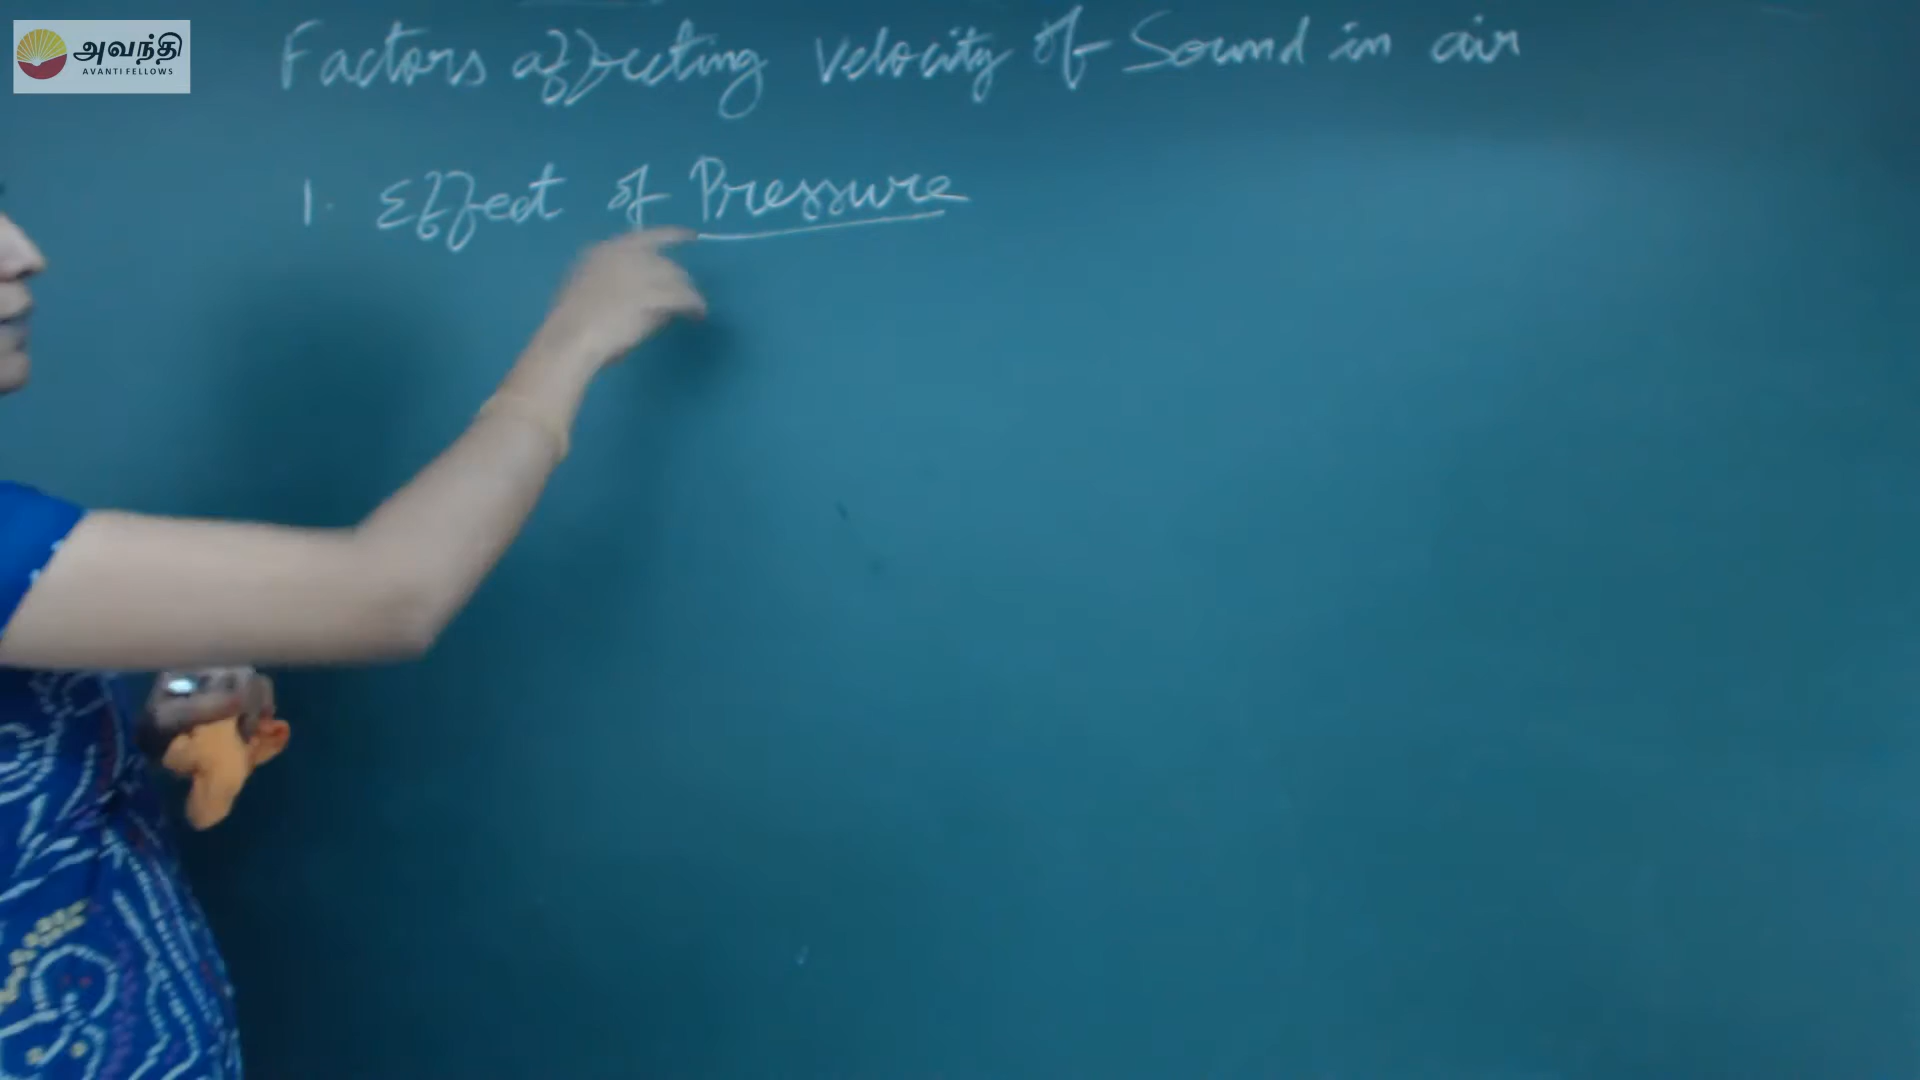 அவந்தி
AVANTI FELLOWS
Factors affecting velocity of Sound in air
1. Effect of Pressure